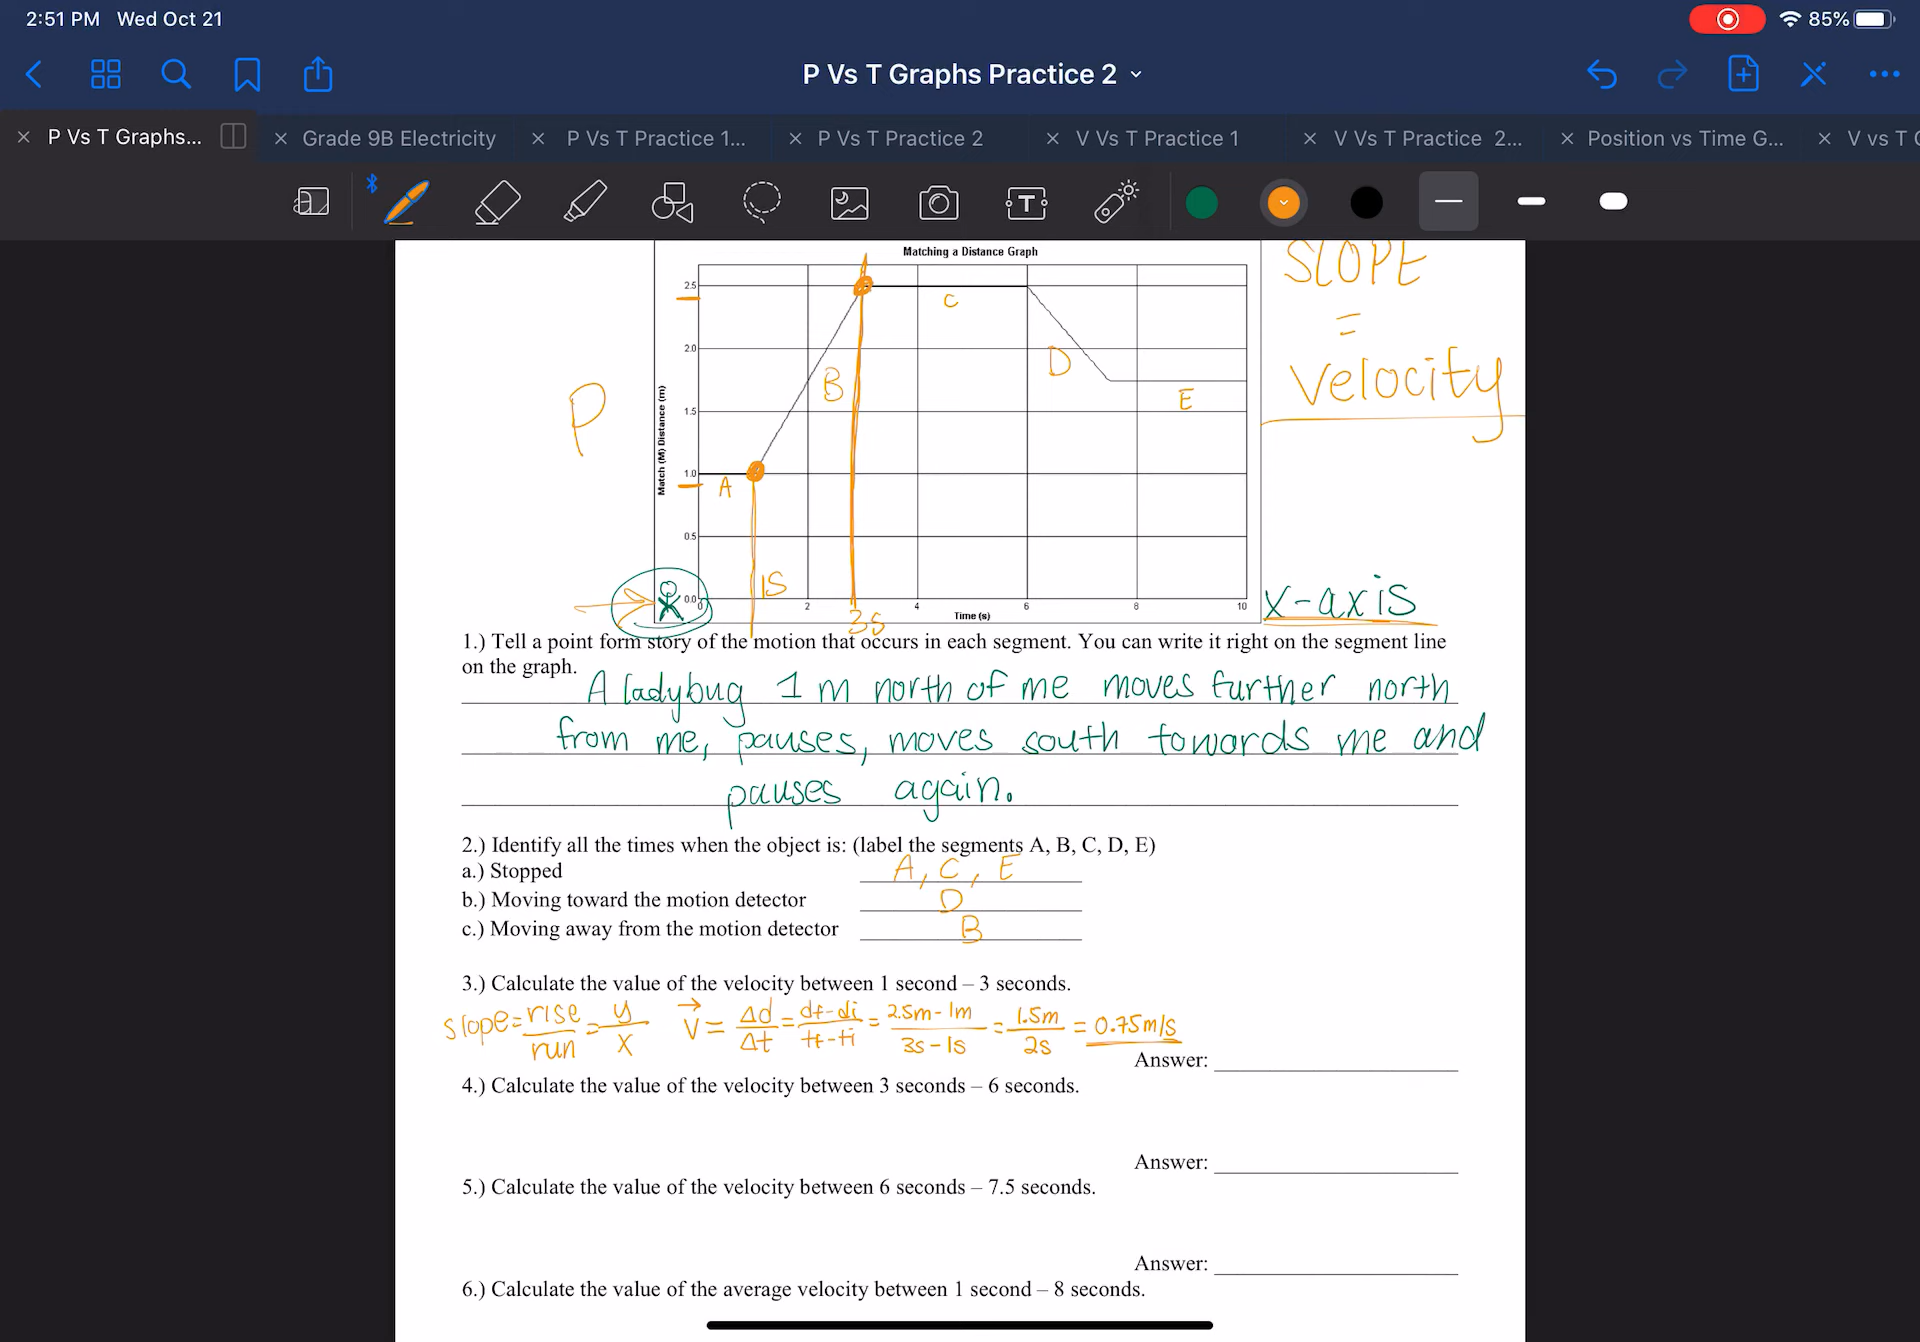 2:51 PM Wed Oct 21
85%
P Vs T Graphs Practice 2
P Vs T Graphs...
Grade 9B Electricity
P Vs T Practice 1...
P Vs T Practice 2
V Vs T Practice 1
V Vs T Practice 2...
Position vs Time G...
V vs T
Matching a Distance Graph
SLOPE
=
velocity
P
Match (M) Distance (m)
2.5
2.0
1.5
1.0
0.5
0.0
A
B
C
D
E
1S
3S
0 2 4 6 8 10
Time (s)
x-axis
1.) Tell a point form story of the motion that occurs in each segment. You can write it right on the segment line
on the graph.
A ladybug 1 m north of me moves further north
from me, pauses, moves south towards me and
pauses again.
2.) Identify all the times when the object is: (label the segments A, B, C, D, E)
a.) Stopped A, C, E
b.) Moving toward the motion detector D
c.) Moving away from the motion detector B
3.) Calculate the value of the velocity between 1 second – 3 seconds.
slope = rise/run = y/x v⃗ = Δd/Δt = df-di/tf-ti = 2.5m-1m/3s-1s = 1.5m/2s = 0.75m/s
Answer:
4.) Calculate the value of the velocity between 3 seconds – 6 seconds.
Answer:
5.) Calculate the value of the velocity between 6 seconds – 7.5 seconds.
Answer:
6.) Calculate the value of the average velocity between 1 second – 8 seconds.